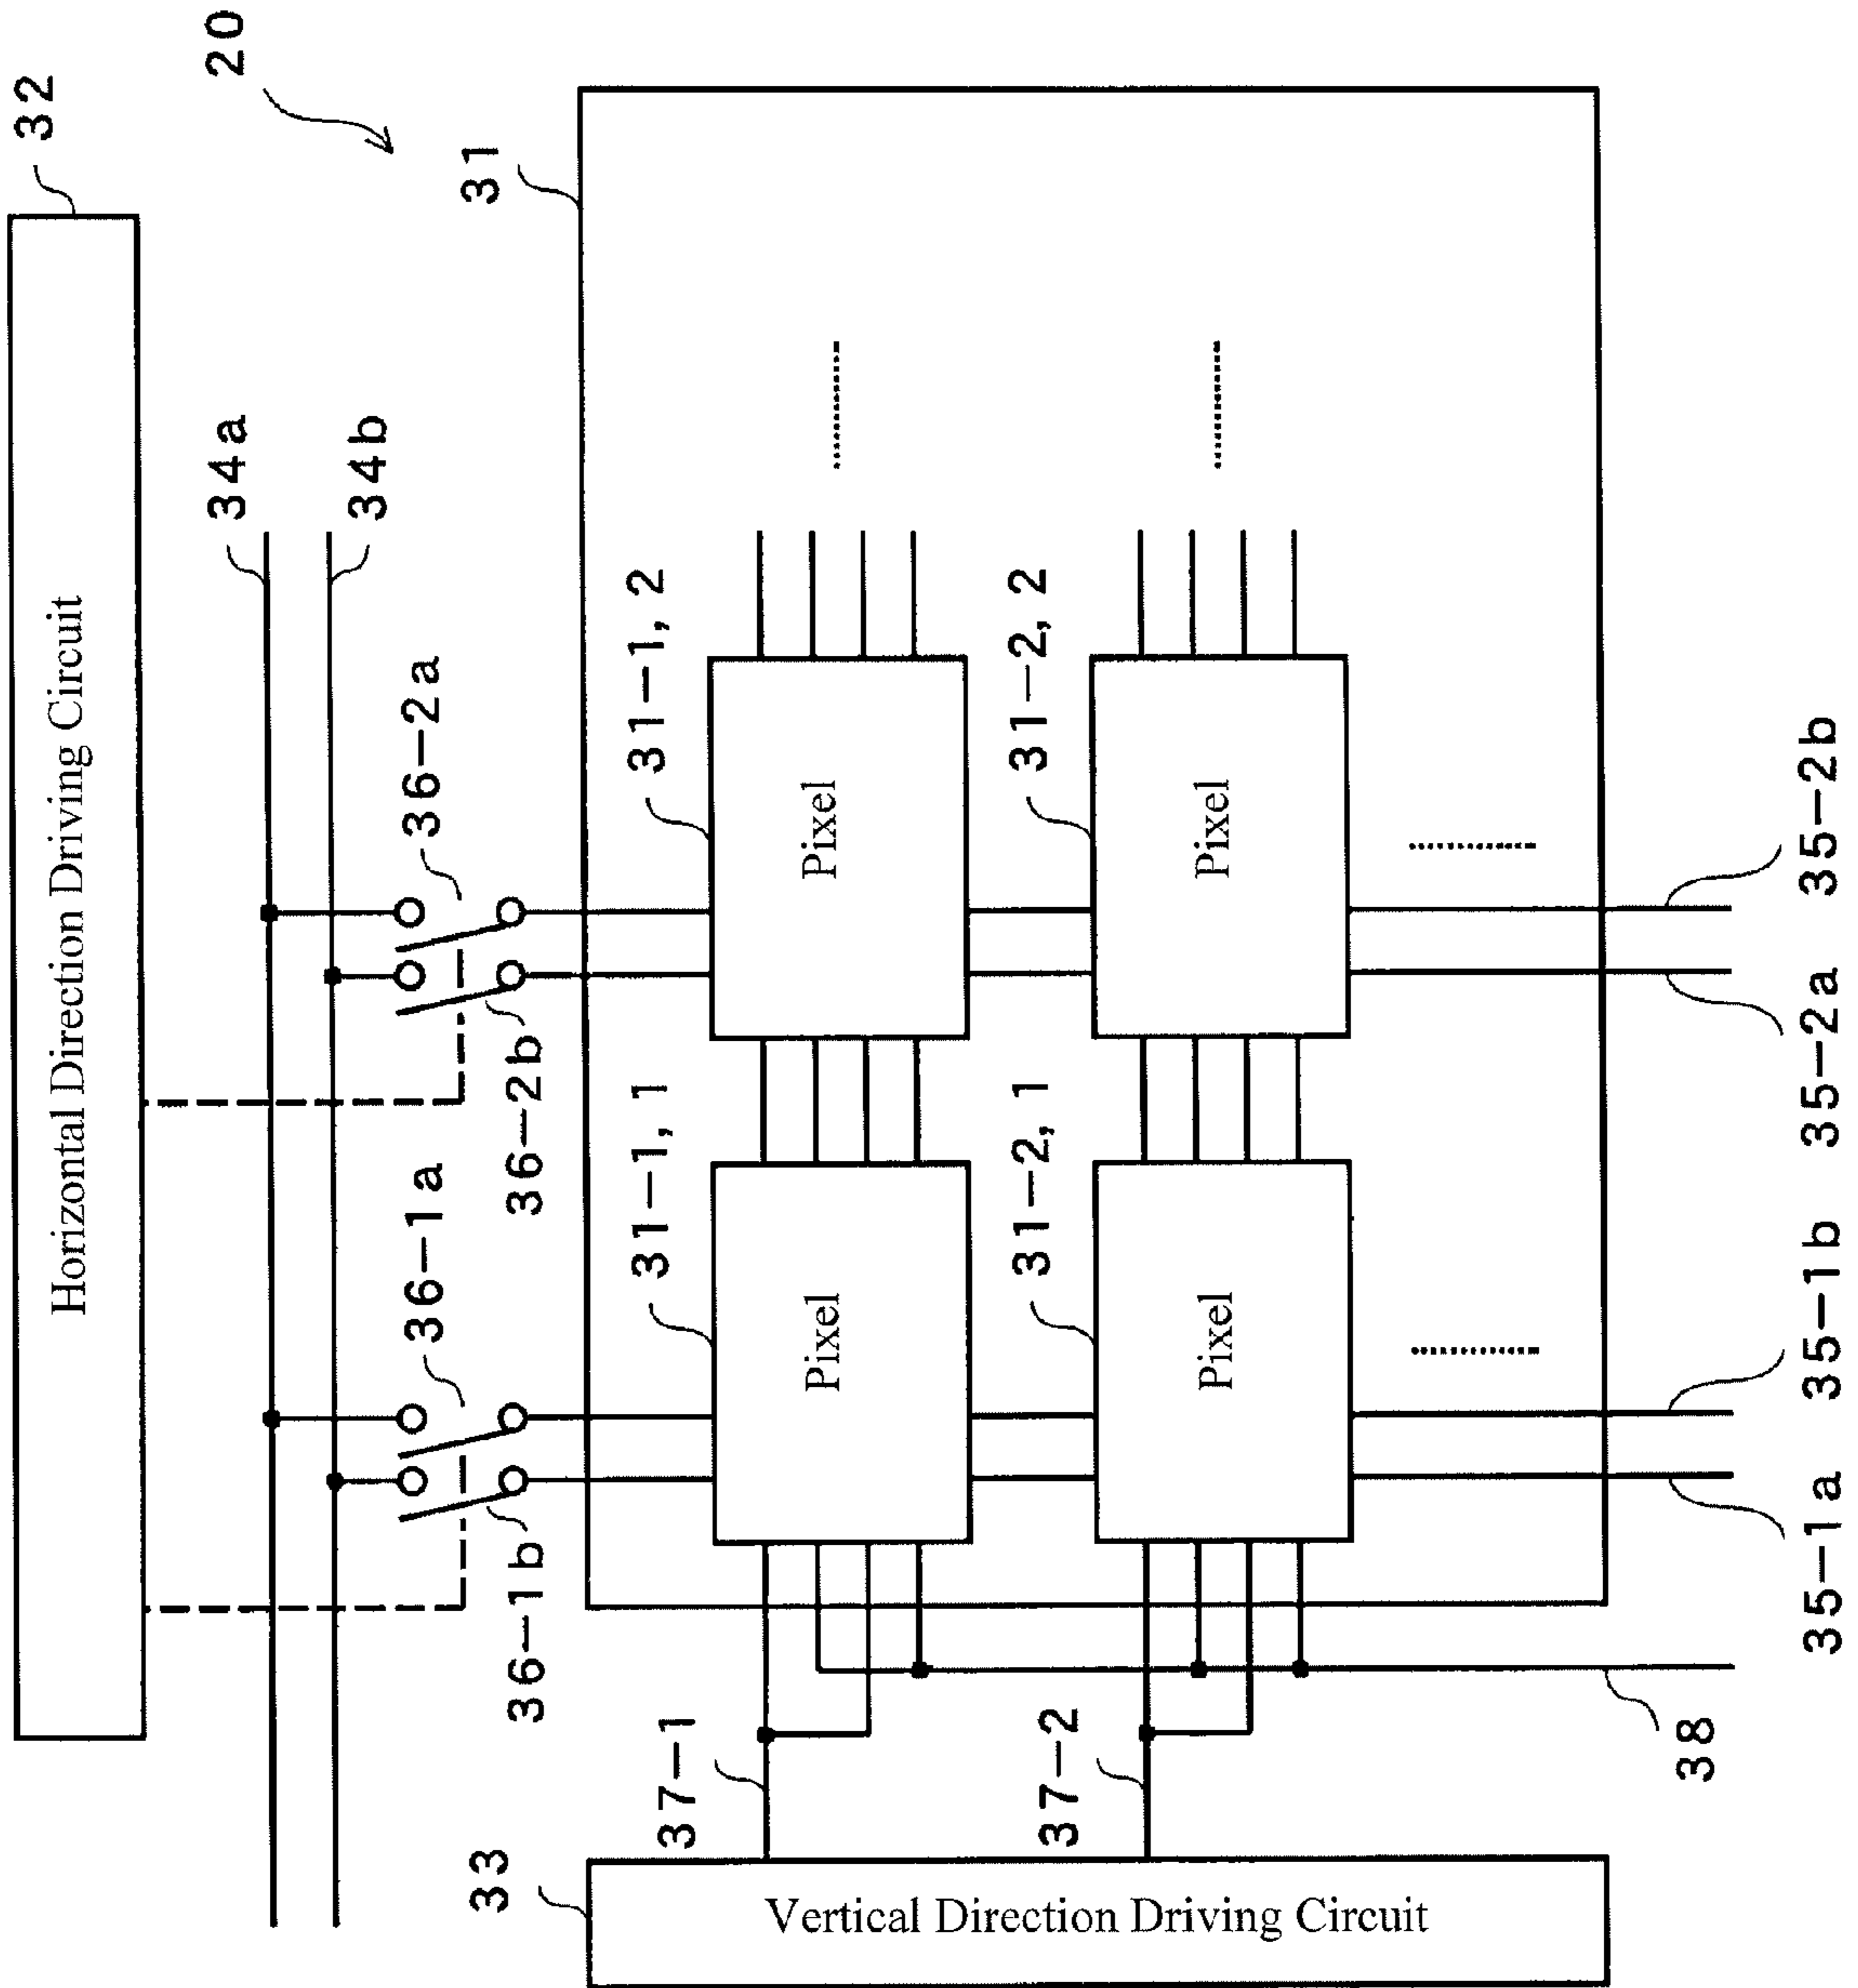 32
Horizontal Direction Driving Circuit
20
34a
34b
36-1a
36-2a
36-1b
36-2b
31
33
37-1
31-1, 1
31-1, 2
Pixel
Pixel
37-2
31-2, 1
31-2, 2
Pixel
Pixel
Vertical Direction Driving Circuit
38
35-1a
35-1b
35-2a
35-2b